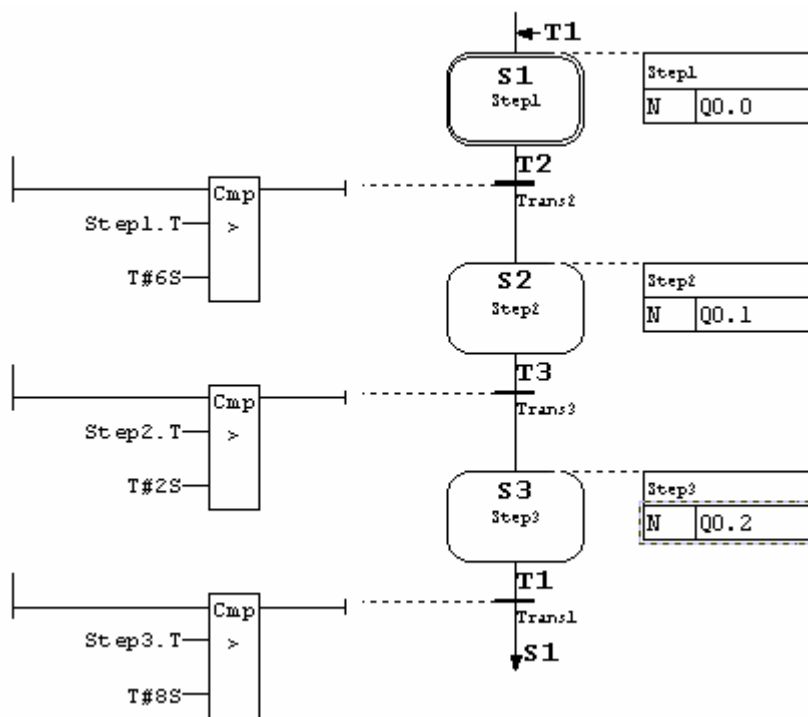 T1
S1
Step1
Step1
N Q0.0
T2
Trans2
Cmp
Step1.T
>
T#6S
S2
Step2
Step2
N Q0.1
T3
Trans3
Cmp
Step2.T
>
T#2S
S3
Step3
Step3
N Q0.2
T1
Trans1
Cmp
Step3.T
>
T#8S
S1